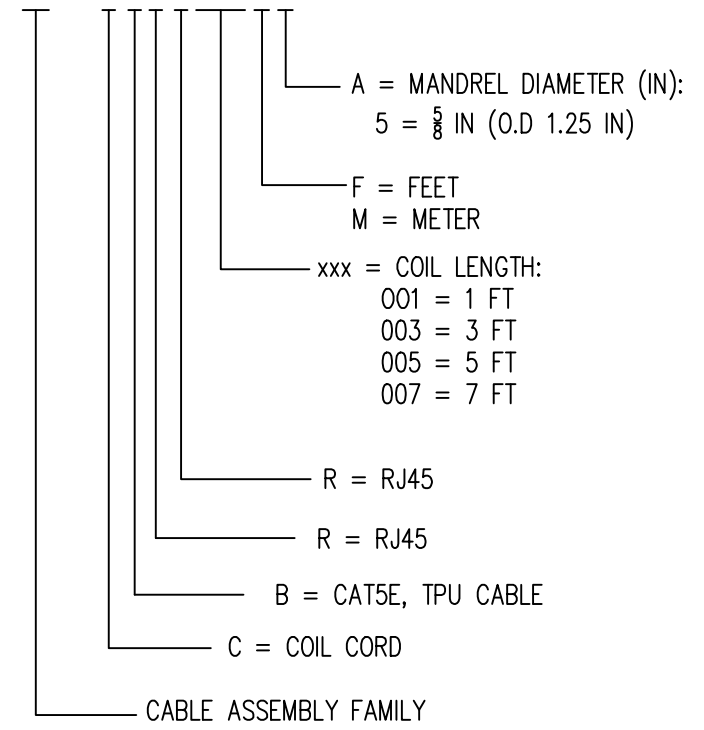 A = MANDREL DIAMETER (IN):
5 = 5/8 IN (O.D 1.25 IN)
F = FEET
M = METER
xxx = COIL LENGTH:
001 = 1 FT
003 = 3 FT
005 = 5 FT
007 = 7 FT
R = RJ45
R = RJ45
B = CAT5E, TPU CABLE
C = COIL CORD
CABLE ASSEMBLY FAMILY